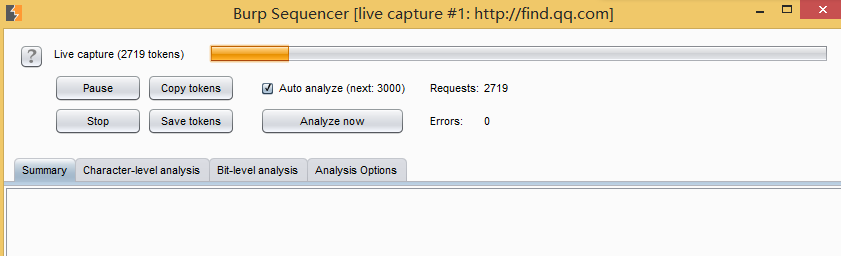 Burp Sequencer [live capture #1: http://find.qq.com]
? Live capture (2719 tokens)
Pause Copy tokens Auto analyze (next: 3000) Requests: 2719
Stop Save tokens Analyze now Errors: 0
Summary Character-level analysis Bit-level analysis Analysis Options